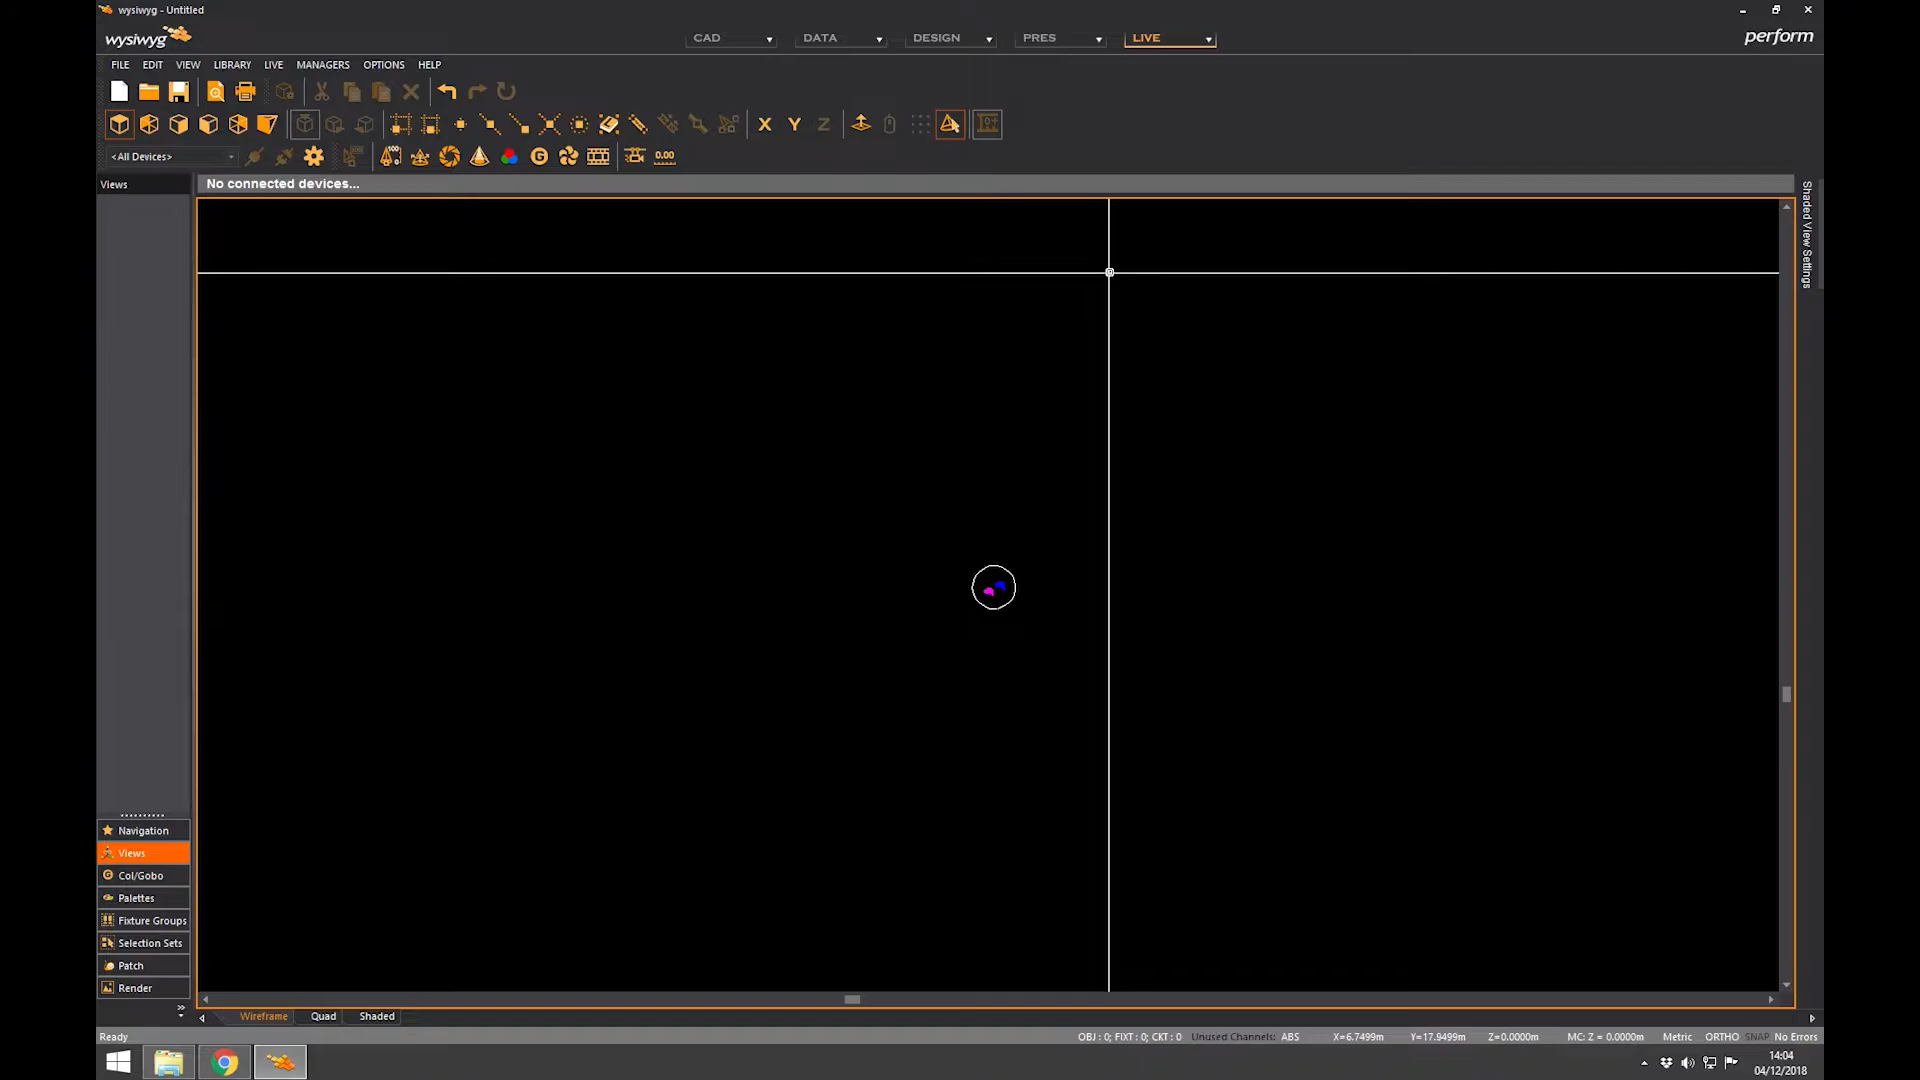 wysiwyg - Untitled
wysiwyg
CAD
DATA
DESIGN
PRES
LIVE
perform
FILE
EDIT
VIEW
LIBRARY
LIVE
MANAGERS
OPTIONS
HELP
X
Y
Z
<All Devices>
100
G
0.00
Views
No connected devices...
Shaded View Settings
Navigation
Views
Col/Gobo
Palettes
Fixture Groups
Selection Sets
Patch
Render
Wireframe
Quad
Shaded
Ready
OBJ : 0; FIXT : 0; CKT : 0
Unused Channels:
ABS
X=6.7499m
Y=17.9499m
Z=0.0000m
MC: Z = 0.0000m
Metric
ORTHO
SNAP
No Errors
14:04
04/12/2018